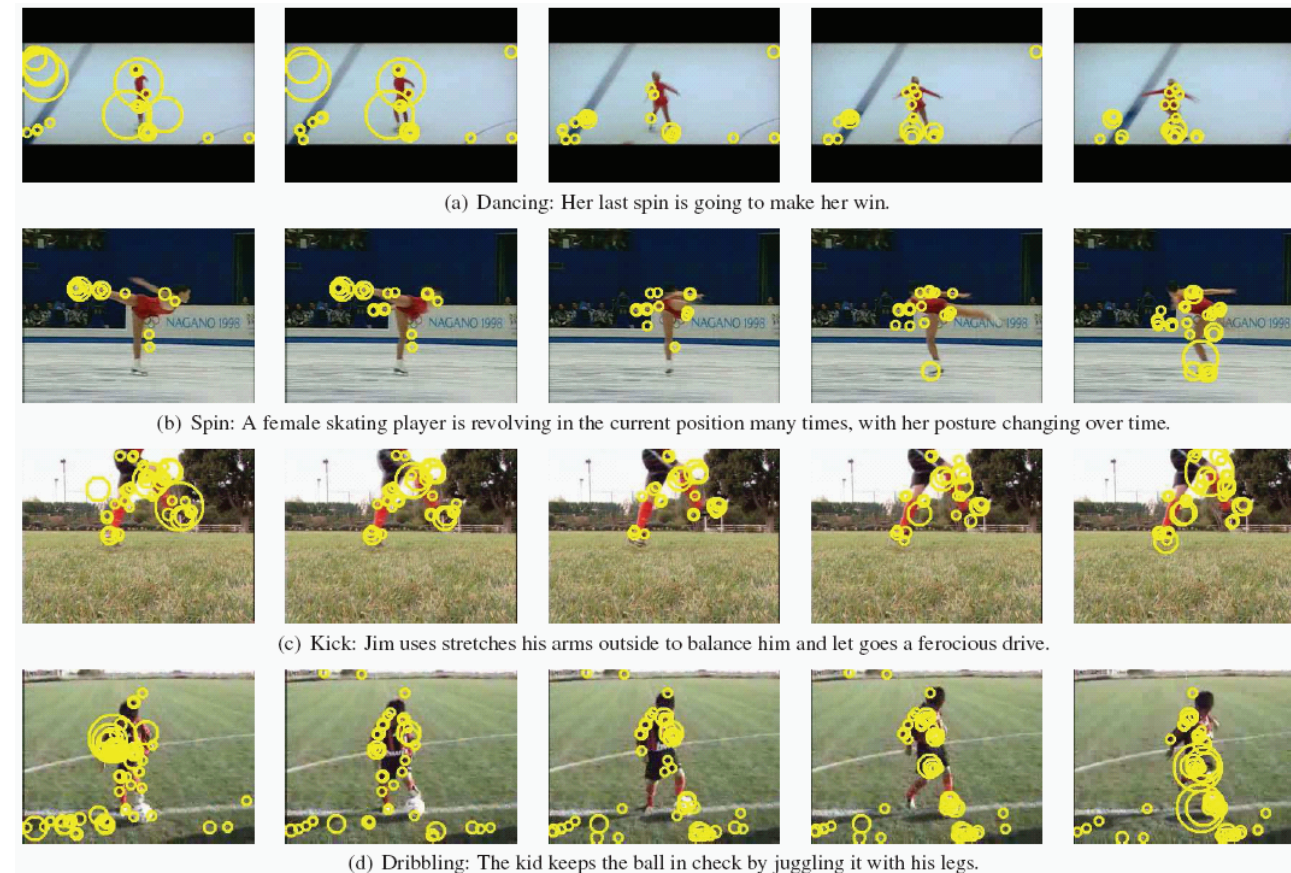 (a) Dancing: Her last spin is going to make her win.
NAGANO 1998
NAGANO 1998
NAGANO 1998
NAGANO 1998
NAGANO 1998
(b) Spin: A female skating player is revolving in the current position many times, with her posture changing over time.
(c) Kick: Jim uses stretches his arms outside to balance him and let goes a ferocious drive.
(d) Dribbling: The kid keeps the ball in check by juggling it with his legs.